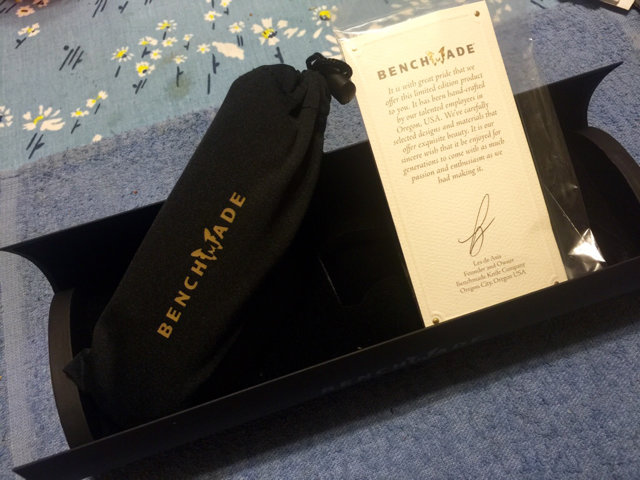 BENCHMADE
BENCHMADE
It is with great pride that we
offer this limited edition product
to you. It has been hand-crafted
by our talented employees in
Oregon, USA. We've carefully
selected designs and materials that
offer exquisite beauty. It is our
sincere wish that it be enjoyed for
generations to come with as much
passion and enthusiasm as we
had making it.
Les de Asis
Founder and Owner
Benchmade Knife Company
Oregon City, Oregon USA
BENCHMADE